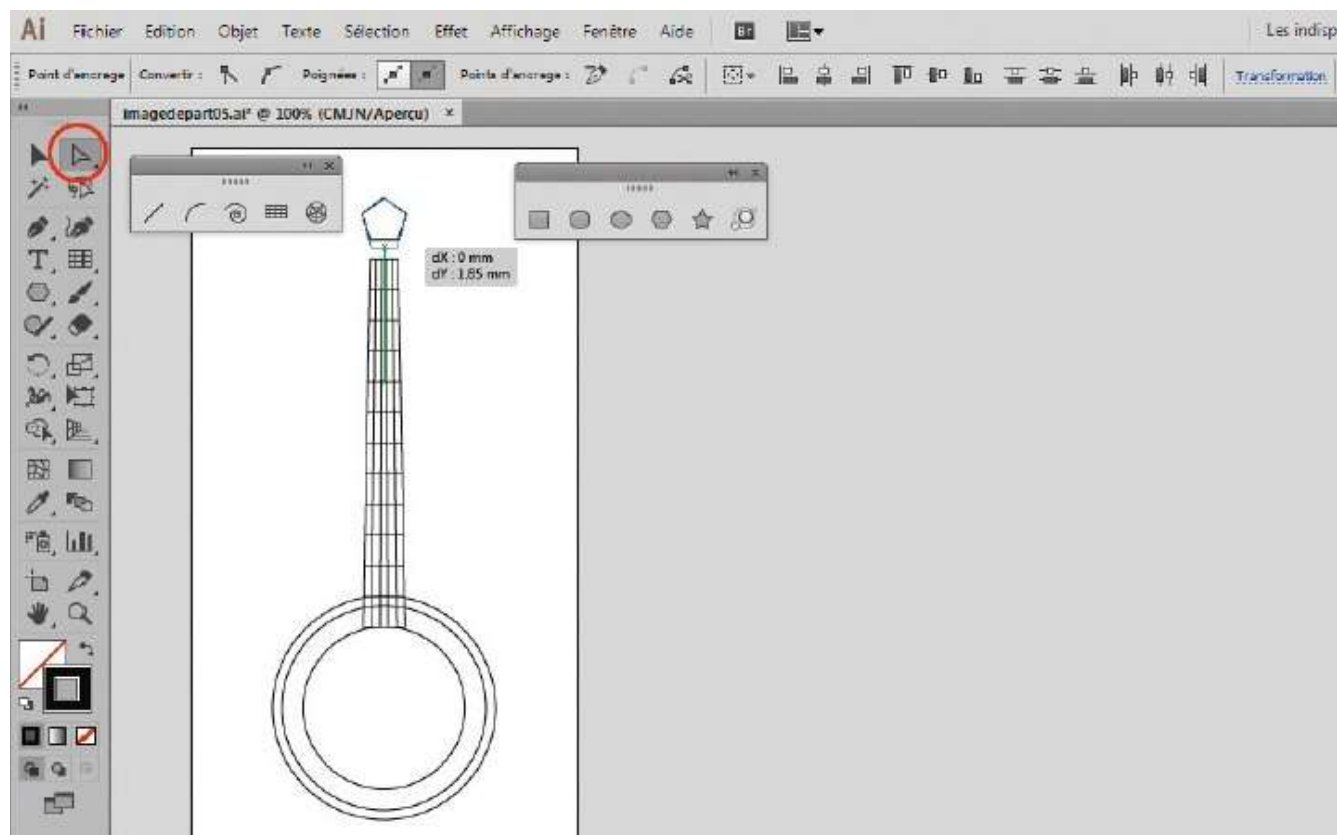 Ai Fichier Edition Objet Texte Sélection Effet Affichage Fenêtre Aide Br Les indisp
Point d'ancrage Convertir : Poignées : Points d'ancrage : Transformation
imagedepart05.ai* @ 100% (CMJN/Aperçu) ×
dX : 0 mm
dY : 1,85 mm